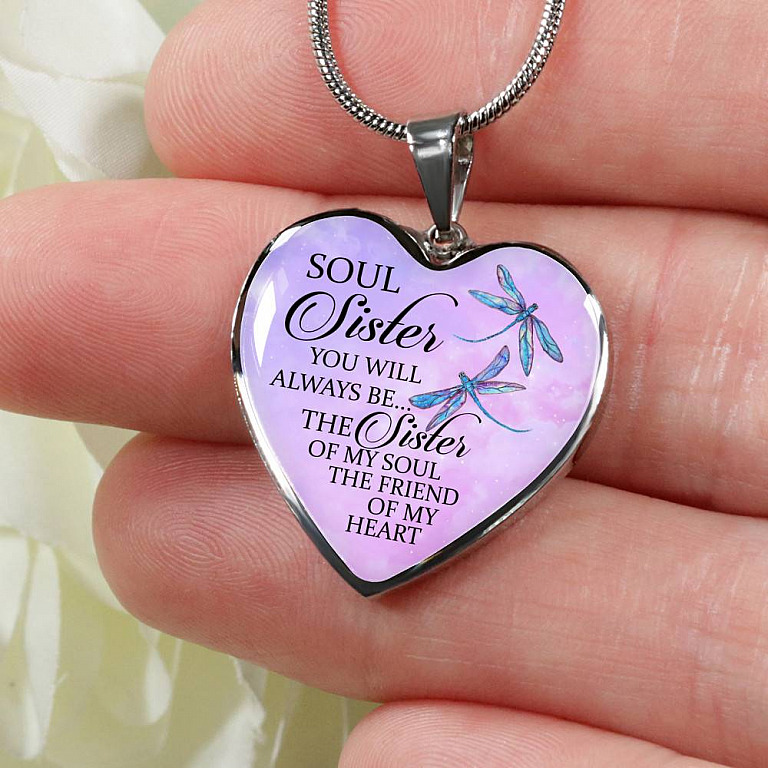 SOUL
Sister
YOU WILL
ALWAYS BE...
THE Sister
OF MY SOUL
THE FRIEND
OF MY
HEART